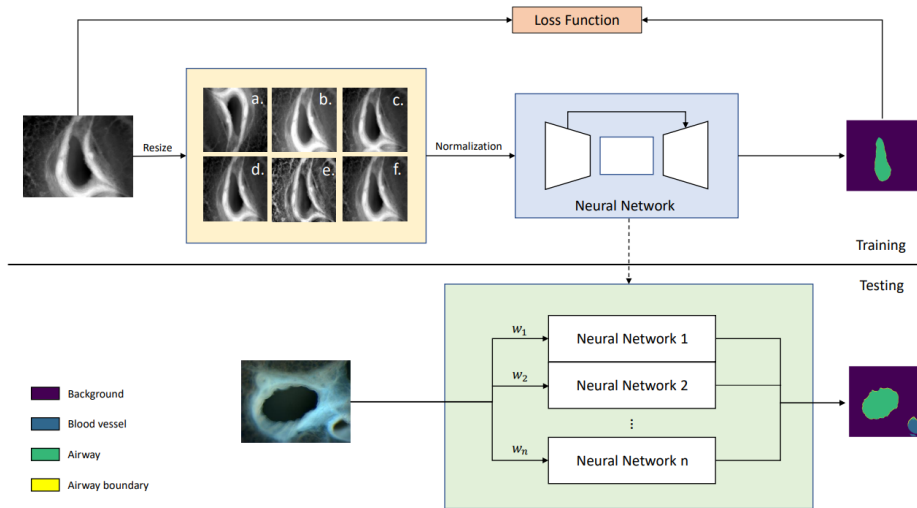 Loss Function
a.
b.
c.
d.
e.
f.
Resize
Normalization
Neural Network
Training
Testing
w₁
Neural Network 1
w₂
Neural Network 2
⋮
wₙ
Neural Network n
Background
Blood vessel
Airway
Airway boundary